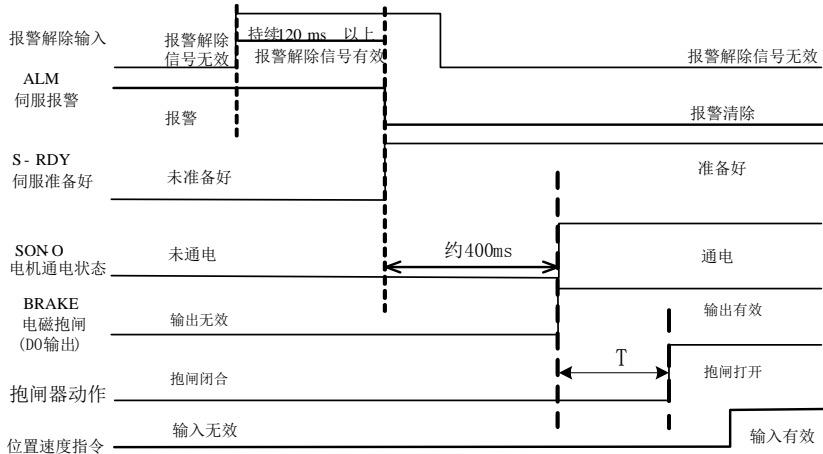 报警解除输入
报警解除
信号无效
持续120 ms 以上
报警解除信号有效
报警解除信号无效
ALM
伺服报警
报警
报警清除
S- RDY
伺服准备好
未准备好
准备好
SON-O
电机通电状态
未通电
约400ms
通电
BRAKE
电磁抱闸
(DO输出)
输出无效
输出有效
T
抱闸器动作
抱闸闭合
抱闸打开
位置速度指令
输入无效
输入有效